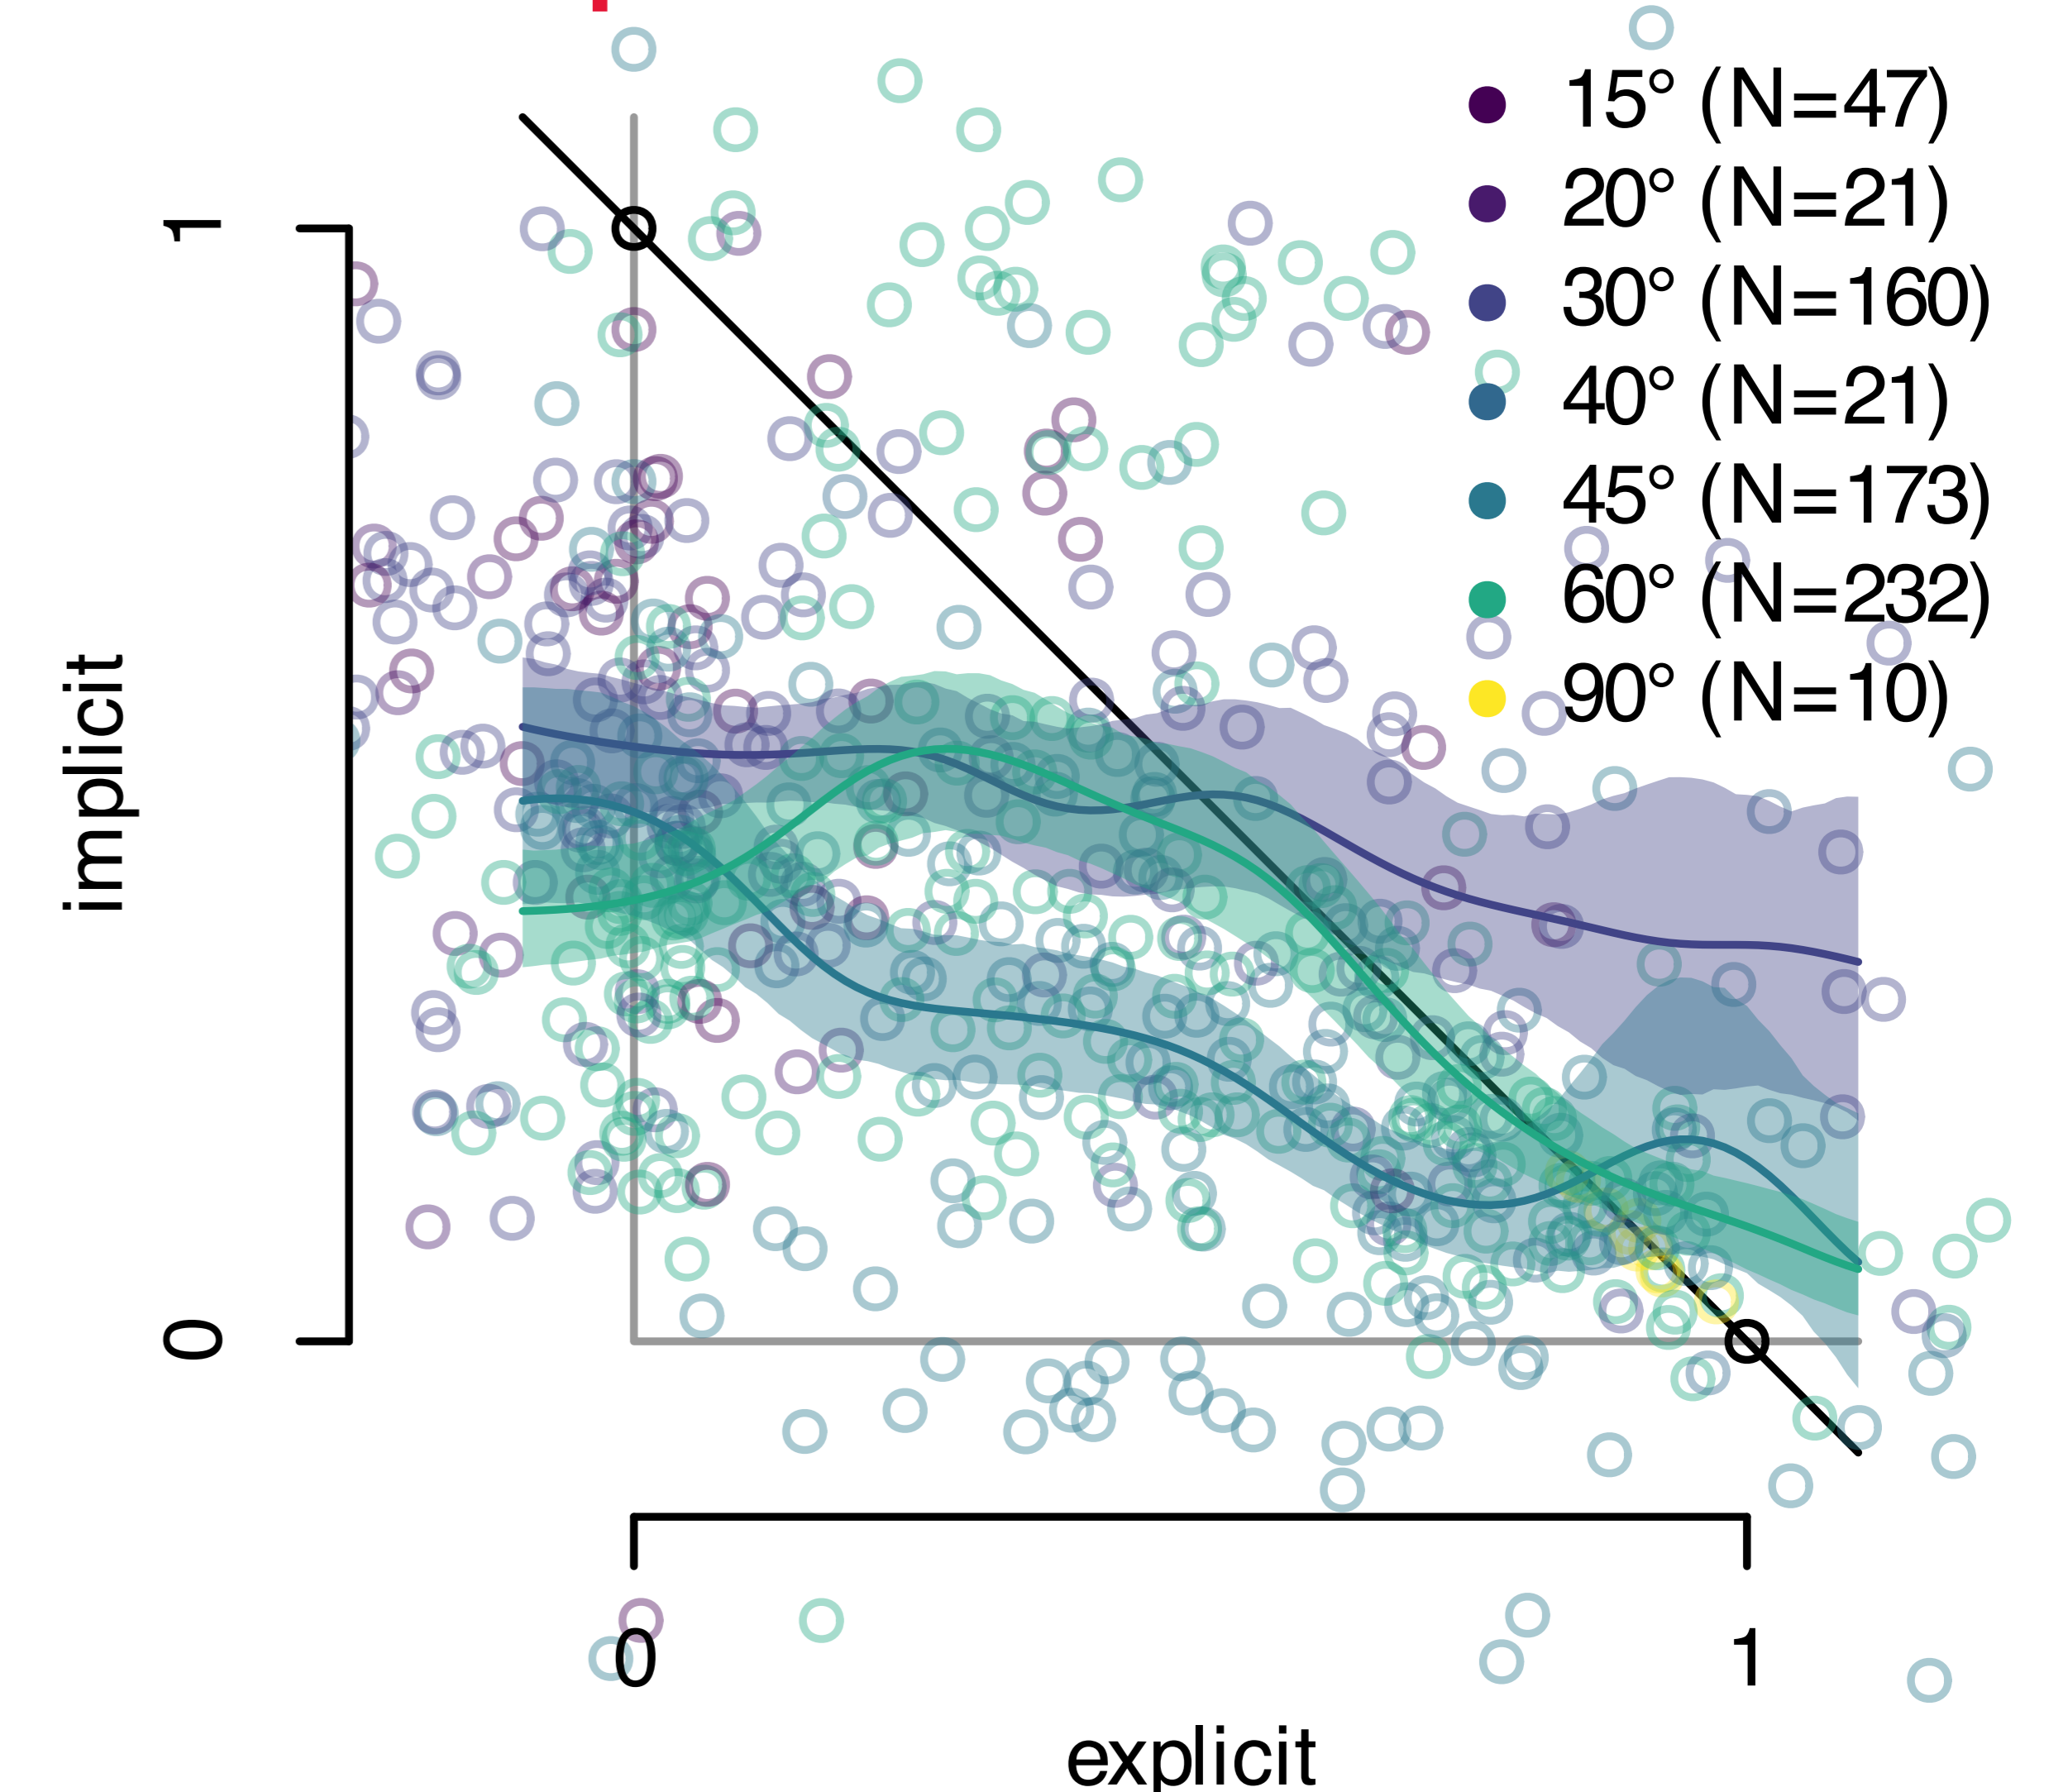 15° (N=47)
20° (N=21)
30° (N=160)
40° (N=21)
45° (N=173)
60° (N=232)
90° (N=10)
implicit
1
0
0
1
explicit